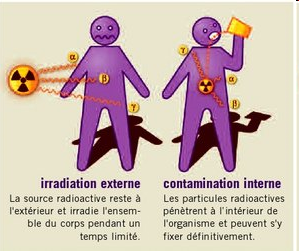 α
β
γ
γ
α
β
irradiation externe
La source radioactive reste à
l'extérieur et irradie l'ensem-
ble du corps pendant un
temps limité.
contamination interne
Les particules radioactives
pénètrent à l'intérieur de
l'organisme et peuvent s'y
fixer définitivement.